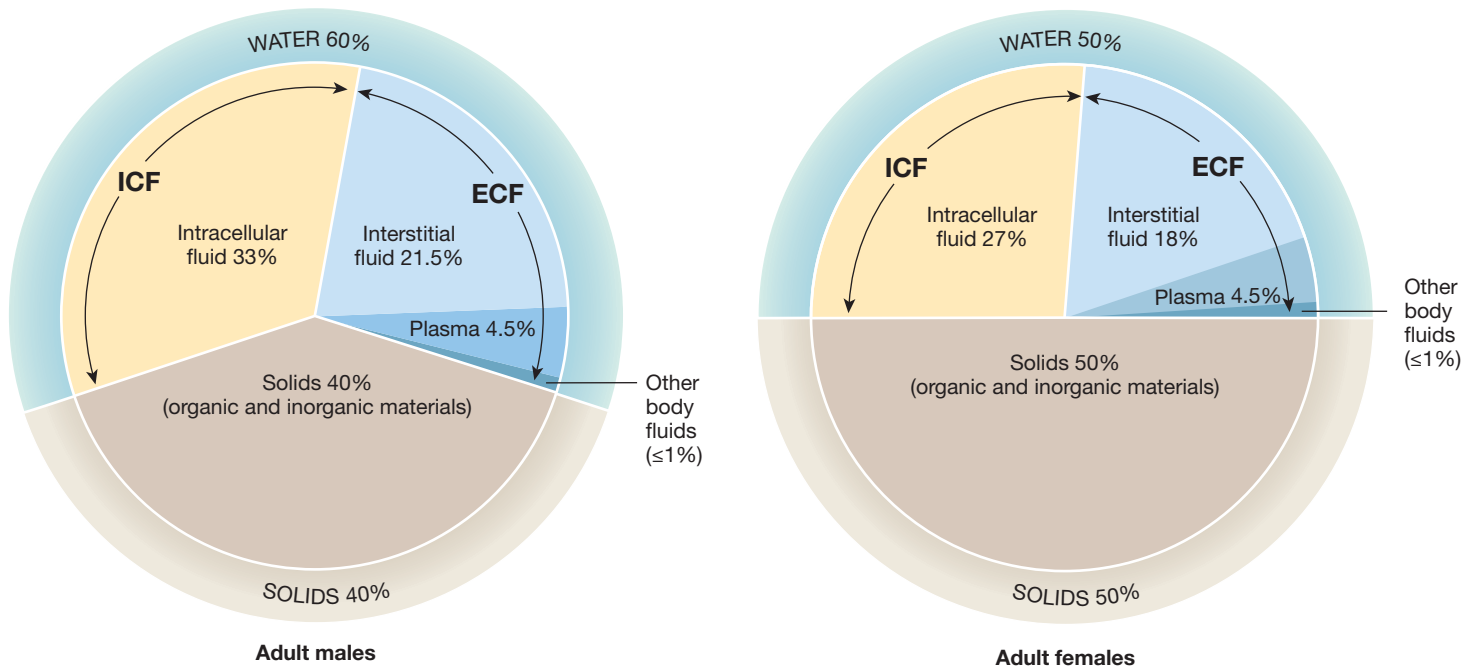 WATER 60%
ICF
ECF
Intracellular
fluid 33%
Interstitial
fluid 21.5%
Plasma 4.5%
Solids 40%
(organic and inorganic materials)
Other
body
fluids
(≤1%)
SOLIDS 40%
Adult males
WATER 50%
ICF
ECF
Intracellular
fluid 27%
Interstitial
fluid 18%
Plasma 4.5%
Other
body
fluids
(≤1%)
Solids 50%
(organic and inorganic materials)
SOLIDS 50%
Adult females